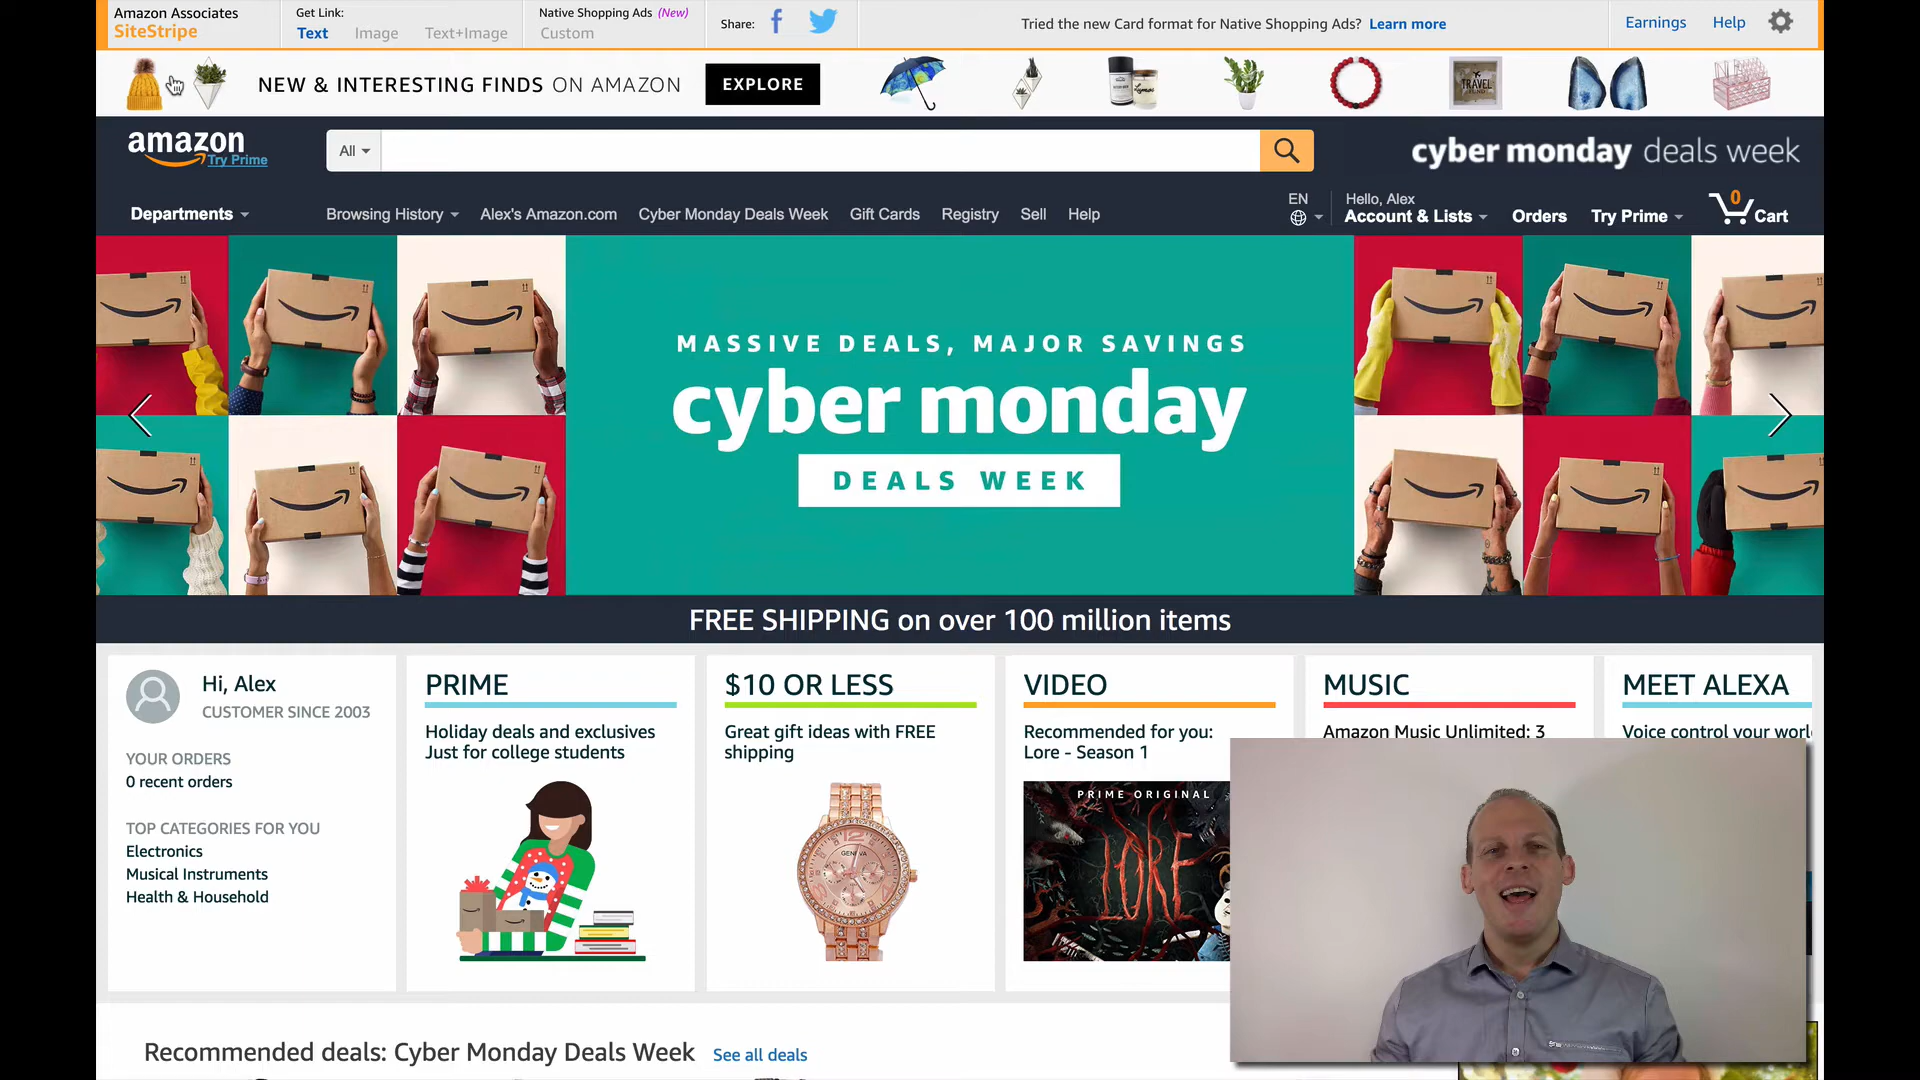 Amazon Associates
SiteStripe
Get Link:
Text Image Text+Image
Native Shopping Ads (New)
Custom
Share:
Tried the new Card format for Native Shopping Ads? Learn more
Earnings Help
NEW & INTERESTING FINDS ON AMAZON EXPLORE
TRAVEL
amazon
Try Prime
All
cyber monday deals week
Departments
Browsing History Alex's Amazon.com Cyber Monday Deals Week Gift Cards Registry Sell Help
EN
Hello, Alex
Account & Lists Orders Try Prime
0
Cart
MASSIVE DEALS, MAJOR SAVINGS
cyber monday
DEALS WEEK
FREE SHIPPING on over 100 million items
Hi, Alex
CUSTOMER SINCE 2003
YOUR ORDERS
0 recent orders
TOP CATEGORIES FOR YOU
Electronics
Musical Instruments
Health & Household
PRIME
Holiday deals and exclusives
Just for college students
$10 OR LESS
Great gift ideas with FREE
shipping
GENEVA
VIDEO
Recommended for you:
Lore - Season 1
PRIME ORIGINAL
LORE
MUSIC
Amazon Music Unlimited: 3
MEET ALEXA
Voice control your worl
Recommended deals: Cyber Monday Deals Week See all deals